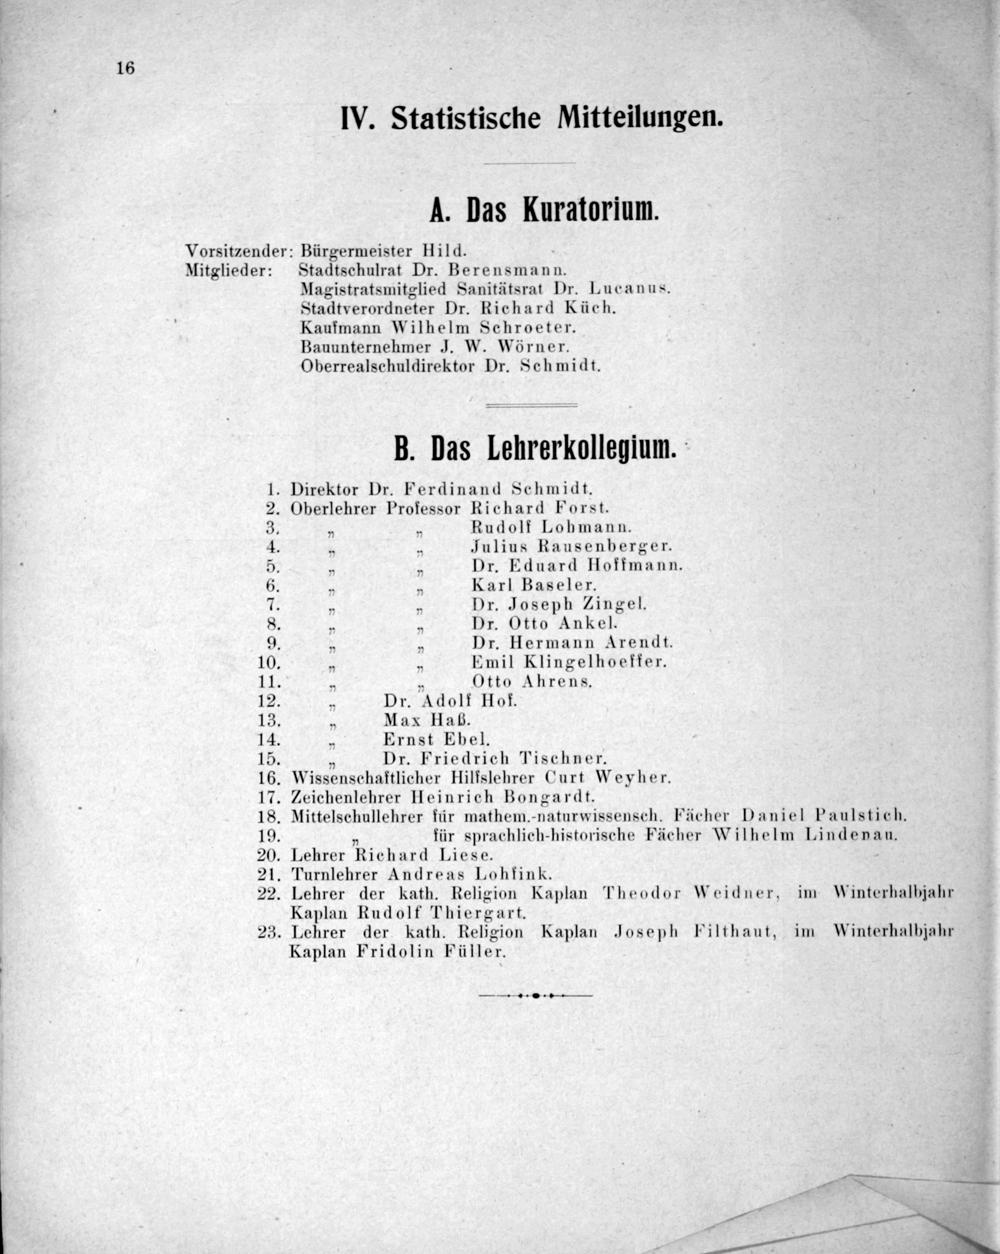 16
IV. Statistische Mitteilungen.
A. Das Kuratorium.
Vorsitzender: Bürgermeister Hild.
Mitglieder: Stadtschulrat Dr. Berensmann.
Magistratsmitglied Sanitätsrat Dr. Lucanus.
Stadtverordneter Dr. Richard Küch.
Kaufmann Wilhelm Schroeter.
Bauunternehmer J. W. Wörner.
Oberrealschuldirektor Dr. Schmidt.
B. Das Lehrerkollegium.
1. Direktor Dr. Ferdinand Schmidt.
2. Oberlehrer Professor Richard Forst.
3. „ „ Rudolf Lohmann.
4. „ „ Julius Rausenberger.
5. „ „ Dr. Eduard Hoffmann.
6. „ „ Karl Baseler.
7. „ „ Dr. Joseph Zingel.
8. „ „ Dr. Otto Ankel.
9. „ „ Dr. Hermann Arendt.
10. „ „ Emil Klingelhoeffer.
11. „ „ Otto Ahrens.
12. „ Dr. Adolf Hof.
13. „ Max Haß.
14. „ Ernst Ebel.
15. „ Dr. Friedrich Tischner.
16. Wissenschaftlicher Hilfslehrer Curt Weyher.
17. Zeichenlehrer Heinrich Bongardt.
18. Mittelschullehrer für mathem.-naturwissensch. Fächer Daniel Paulstich.
19. „ für sprachlich-historische Fächer Wilhelm Lindenau.
20. Lehrer Richard Liese.
21. Turnlehrer Andreas Lohfink.
22. Lehrer der kath. Religion Kaplan Theodor Weidner, im Winterhalbjahr
Kaplan Rudolf Thiergart.
23. Lehrer der kath. Religion Kaplan Joseph Filthaut, im Winterhalbjahr
Kaplan Fridolin Füller.